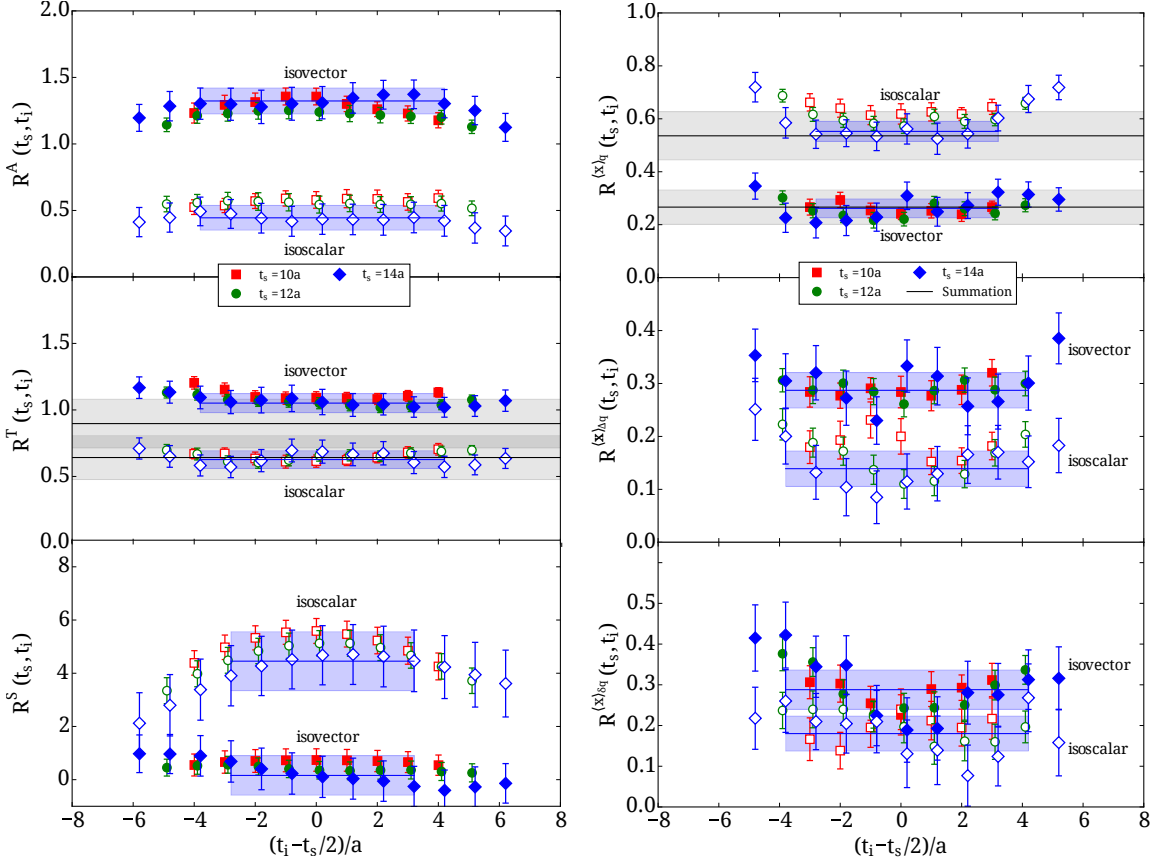 2.0
1.5
1.0
0.5
0.0
R^A (t_s, t_i)
isovector
isoscalar
t_s =10a
t_s =12a
t_s =14a
1.5
1.0
0.5
0.0
R^T (t_s, t_i)
isovector
isoscalar
8
6
4
2
0
R^S (t_s, t_i)
isoscalar
isovector
−8 −6 −4 −2 0 2 4 6 8
(t_i−t_s/2)/a
1.0
0.8
0.6
0.4
0.2
0.0
R^⟨x⟩_q (t_s, t_i)
isoscalar
isovector
t_s =10a
t_s =12a
t_s =14a
Summation
0.4
0.3
0.2
0.1
0.0
R^⟨x⟩_Δq (t_s, t_i)
isovector
isoscalar
0.5
0.4
0.3
0.2
0.1
0.0
R^⟨x⟩_δq (t_s, t_i)
isovector
isoscalar
−8 −6 −4 −2 0 2 4 6 8
(t_i−t_s/2)/a